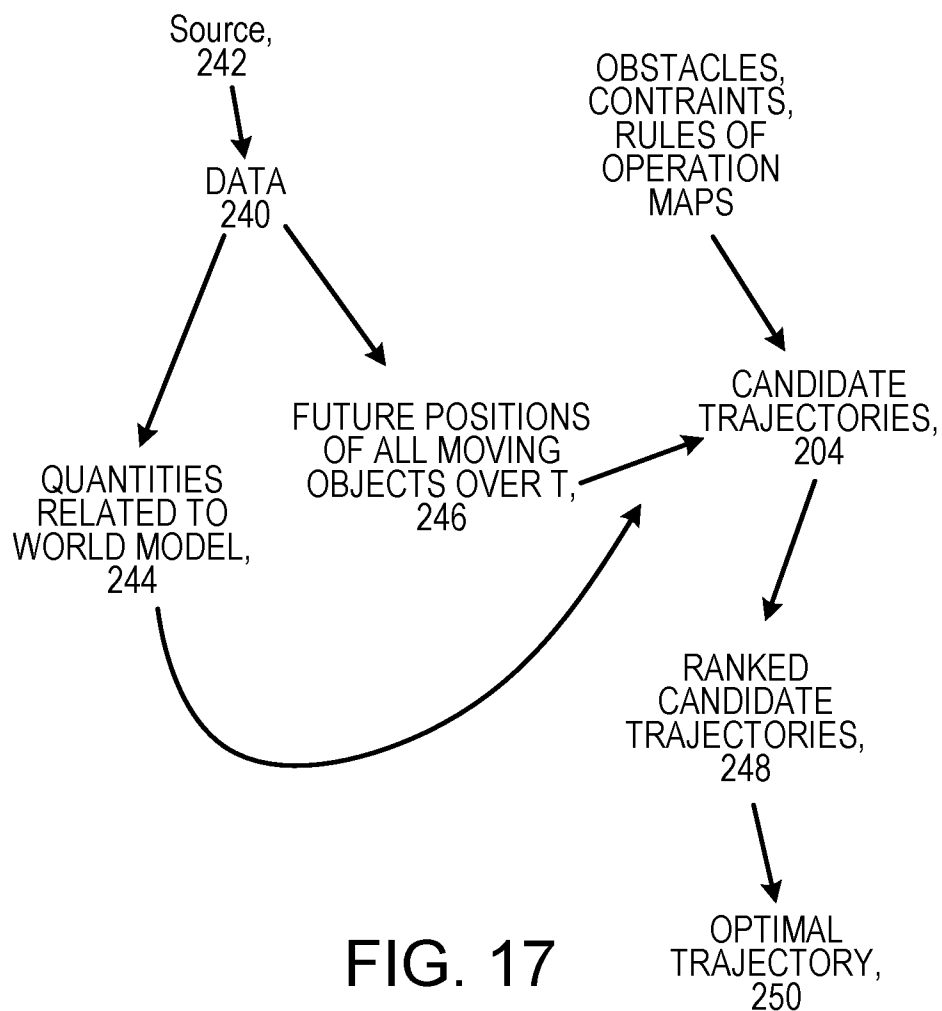 Source,
242
DATA
240
OBSTACLES,
CONTRAINTS,
RULES OF
OPERATION
MAPS
FUTURE POSITIONS
OF ALL MOVING
OBJECTS OVER T,
246
CANDIDATE
TRAJECTORIES,
204
QUANTITIES
RELATED TO
WORLD MODEL,
244
RANKED
CANDIDATE
TRAJECTORIES,
248
OPTIMAL
TRAJECTORY,
250
FIG. 17